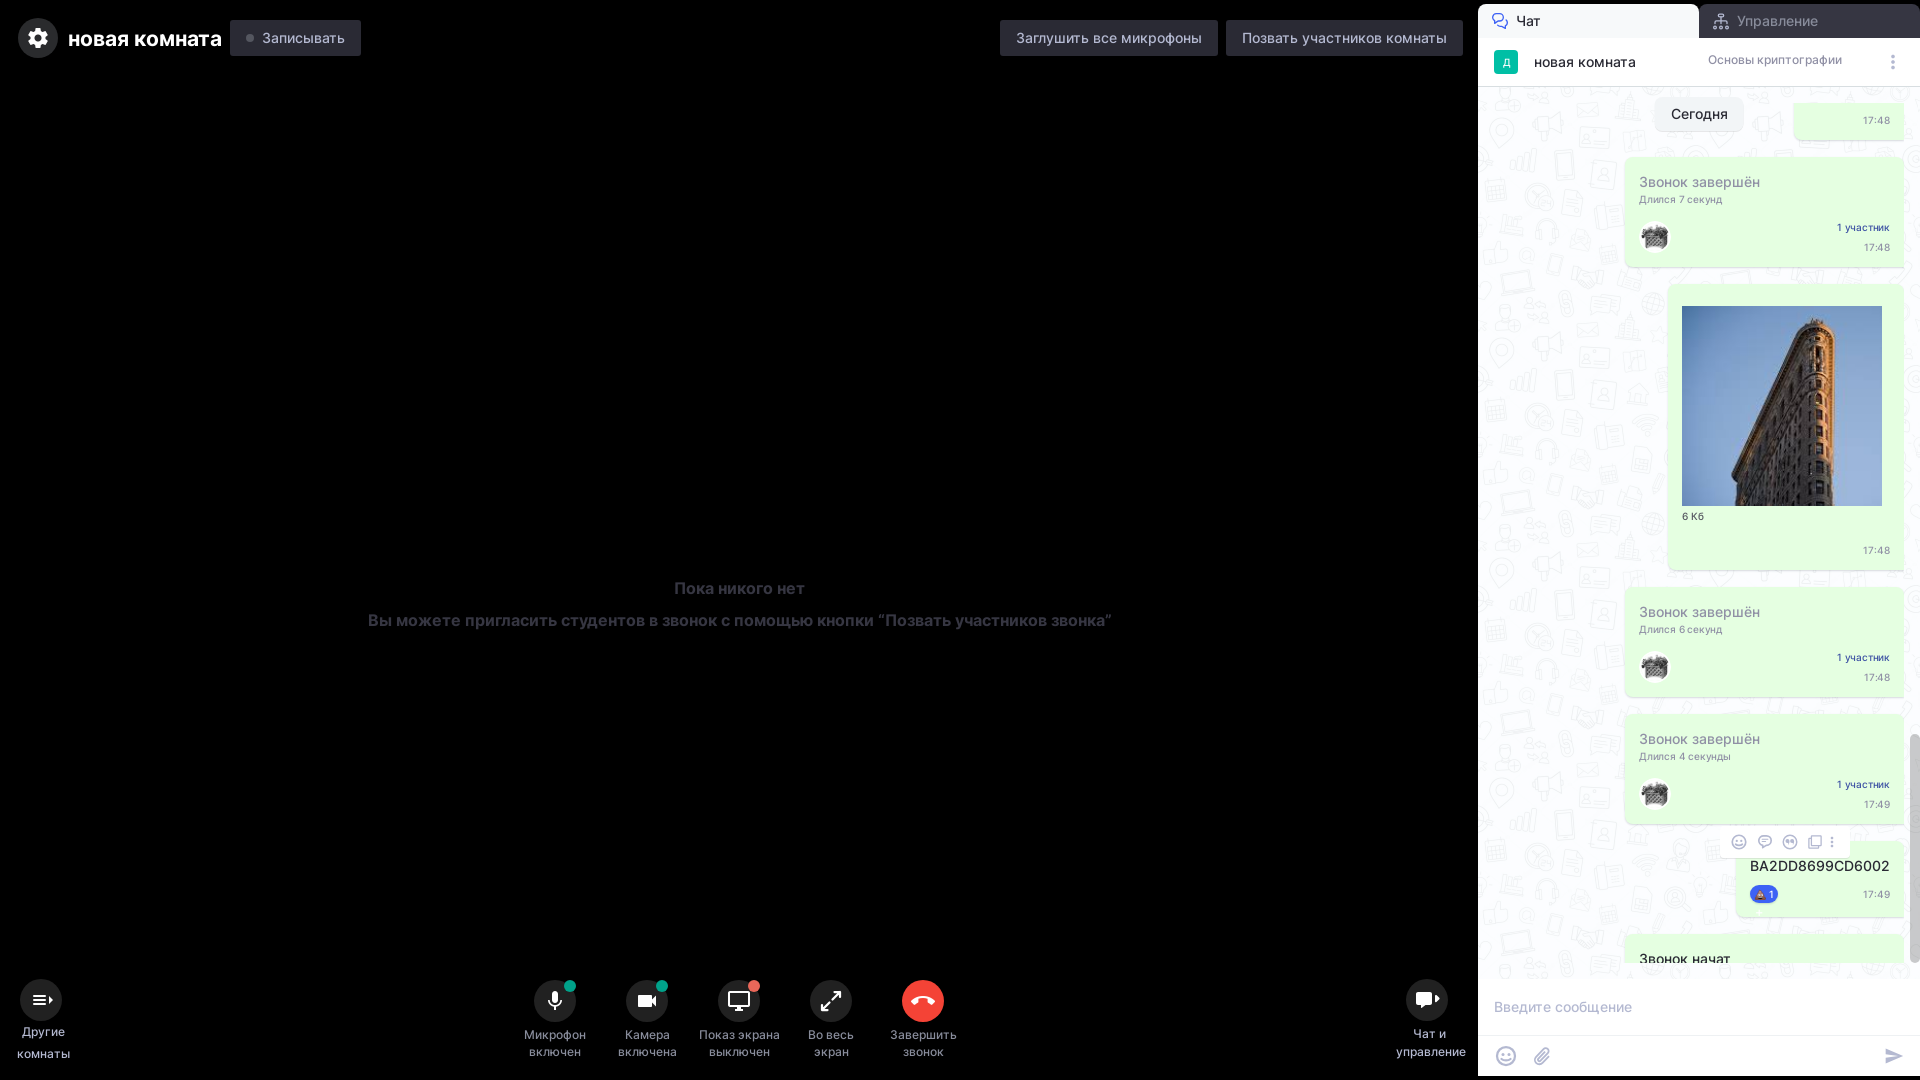 новая комната
Записывать
Заглушить все микрофоны
Позвать участников комнаты
Чат
Управление
Д
новая комната
Основы криптографии
Сегодня
17:48
Звонок завершён
Длился 7 секунд
1 участник
17:48
6 Кб
17:48
Звонок завершён
Длился 6 секунд
1 участник
17:48
Звонок завершён
Длился 4 секунды
1 участник
17:49
BA2DD8699CD6002
1
17:49
Звонок начат
Пока никого нет
Вы можете пригласить студентов в звонок с помощью кнопки “Позвать участников звонка”
Другие
комнаты
Микрофон
включен
Камера
включена
Показ экрана
выключен
Во весь
экран
Завершить
звонок
Чат и
управление
Введите сообщение